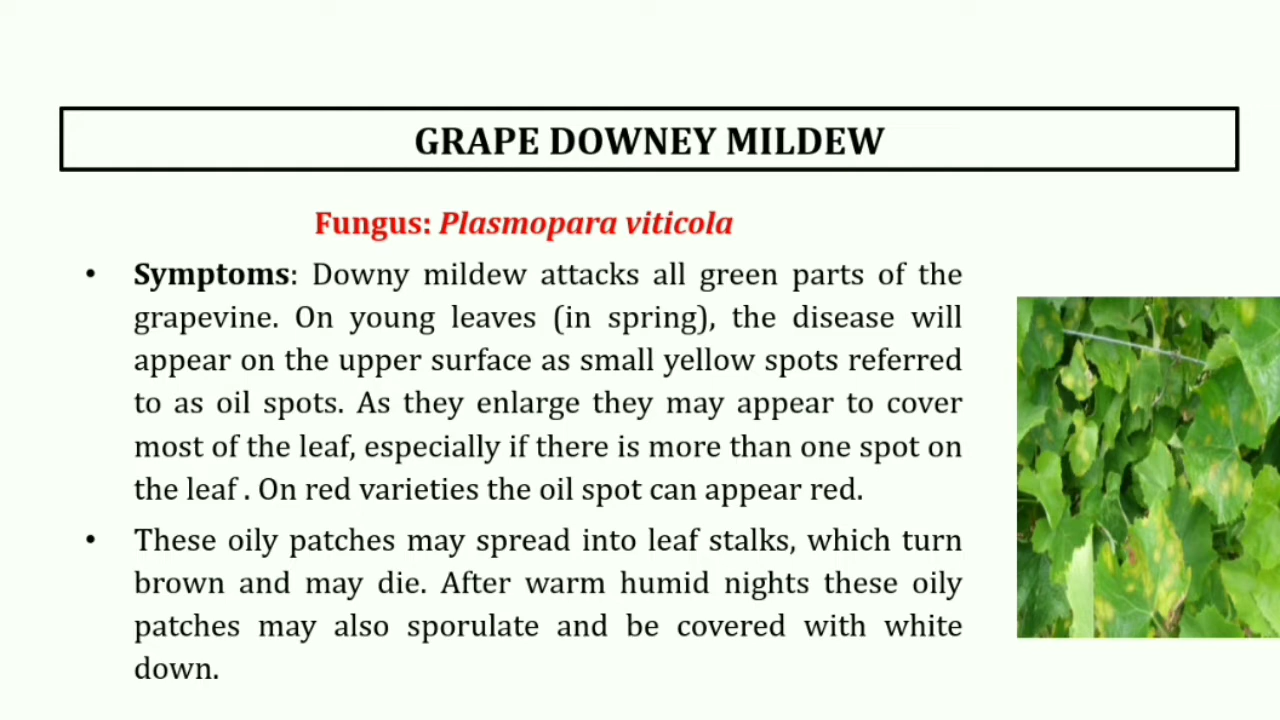 GRAPE DOWNEY MILDEW
Fungus: Plasmopara viticola
• Symptoms: Downy mildew attacks all green parts of the
grapevine. On young leaves (in spring), the disease will
appear on the upper surface as small yellow spots referred
to as oil spots. As they enlarge they may appear to cover
most of the leaf, especially if there is more than one spot on
the leaf . On red varieties the oil spot can appear red.
• These oily patches may spread into leaf stalks, which turn
brown and may die. After warm humid nights these oily
patches may also sporulate and be covered with white
down.